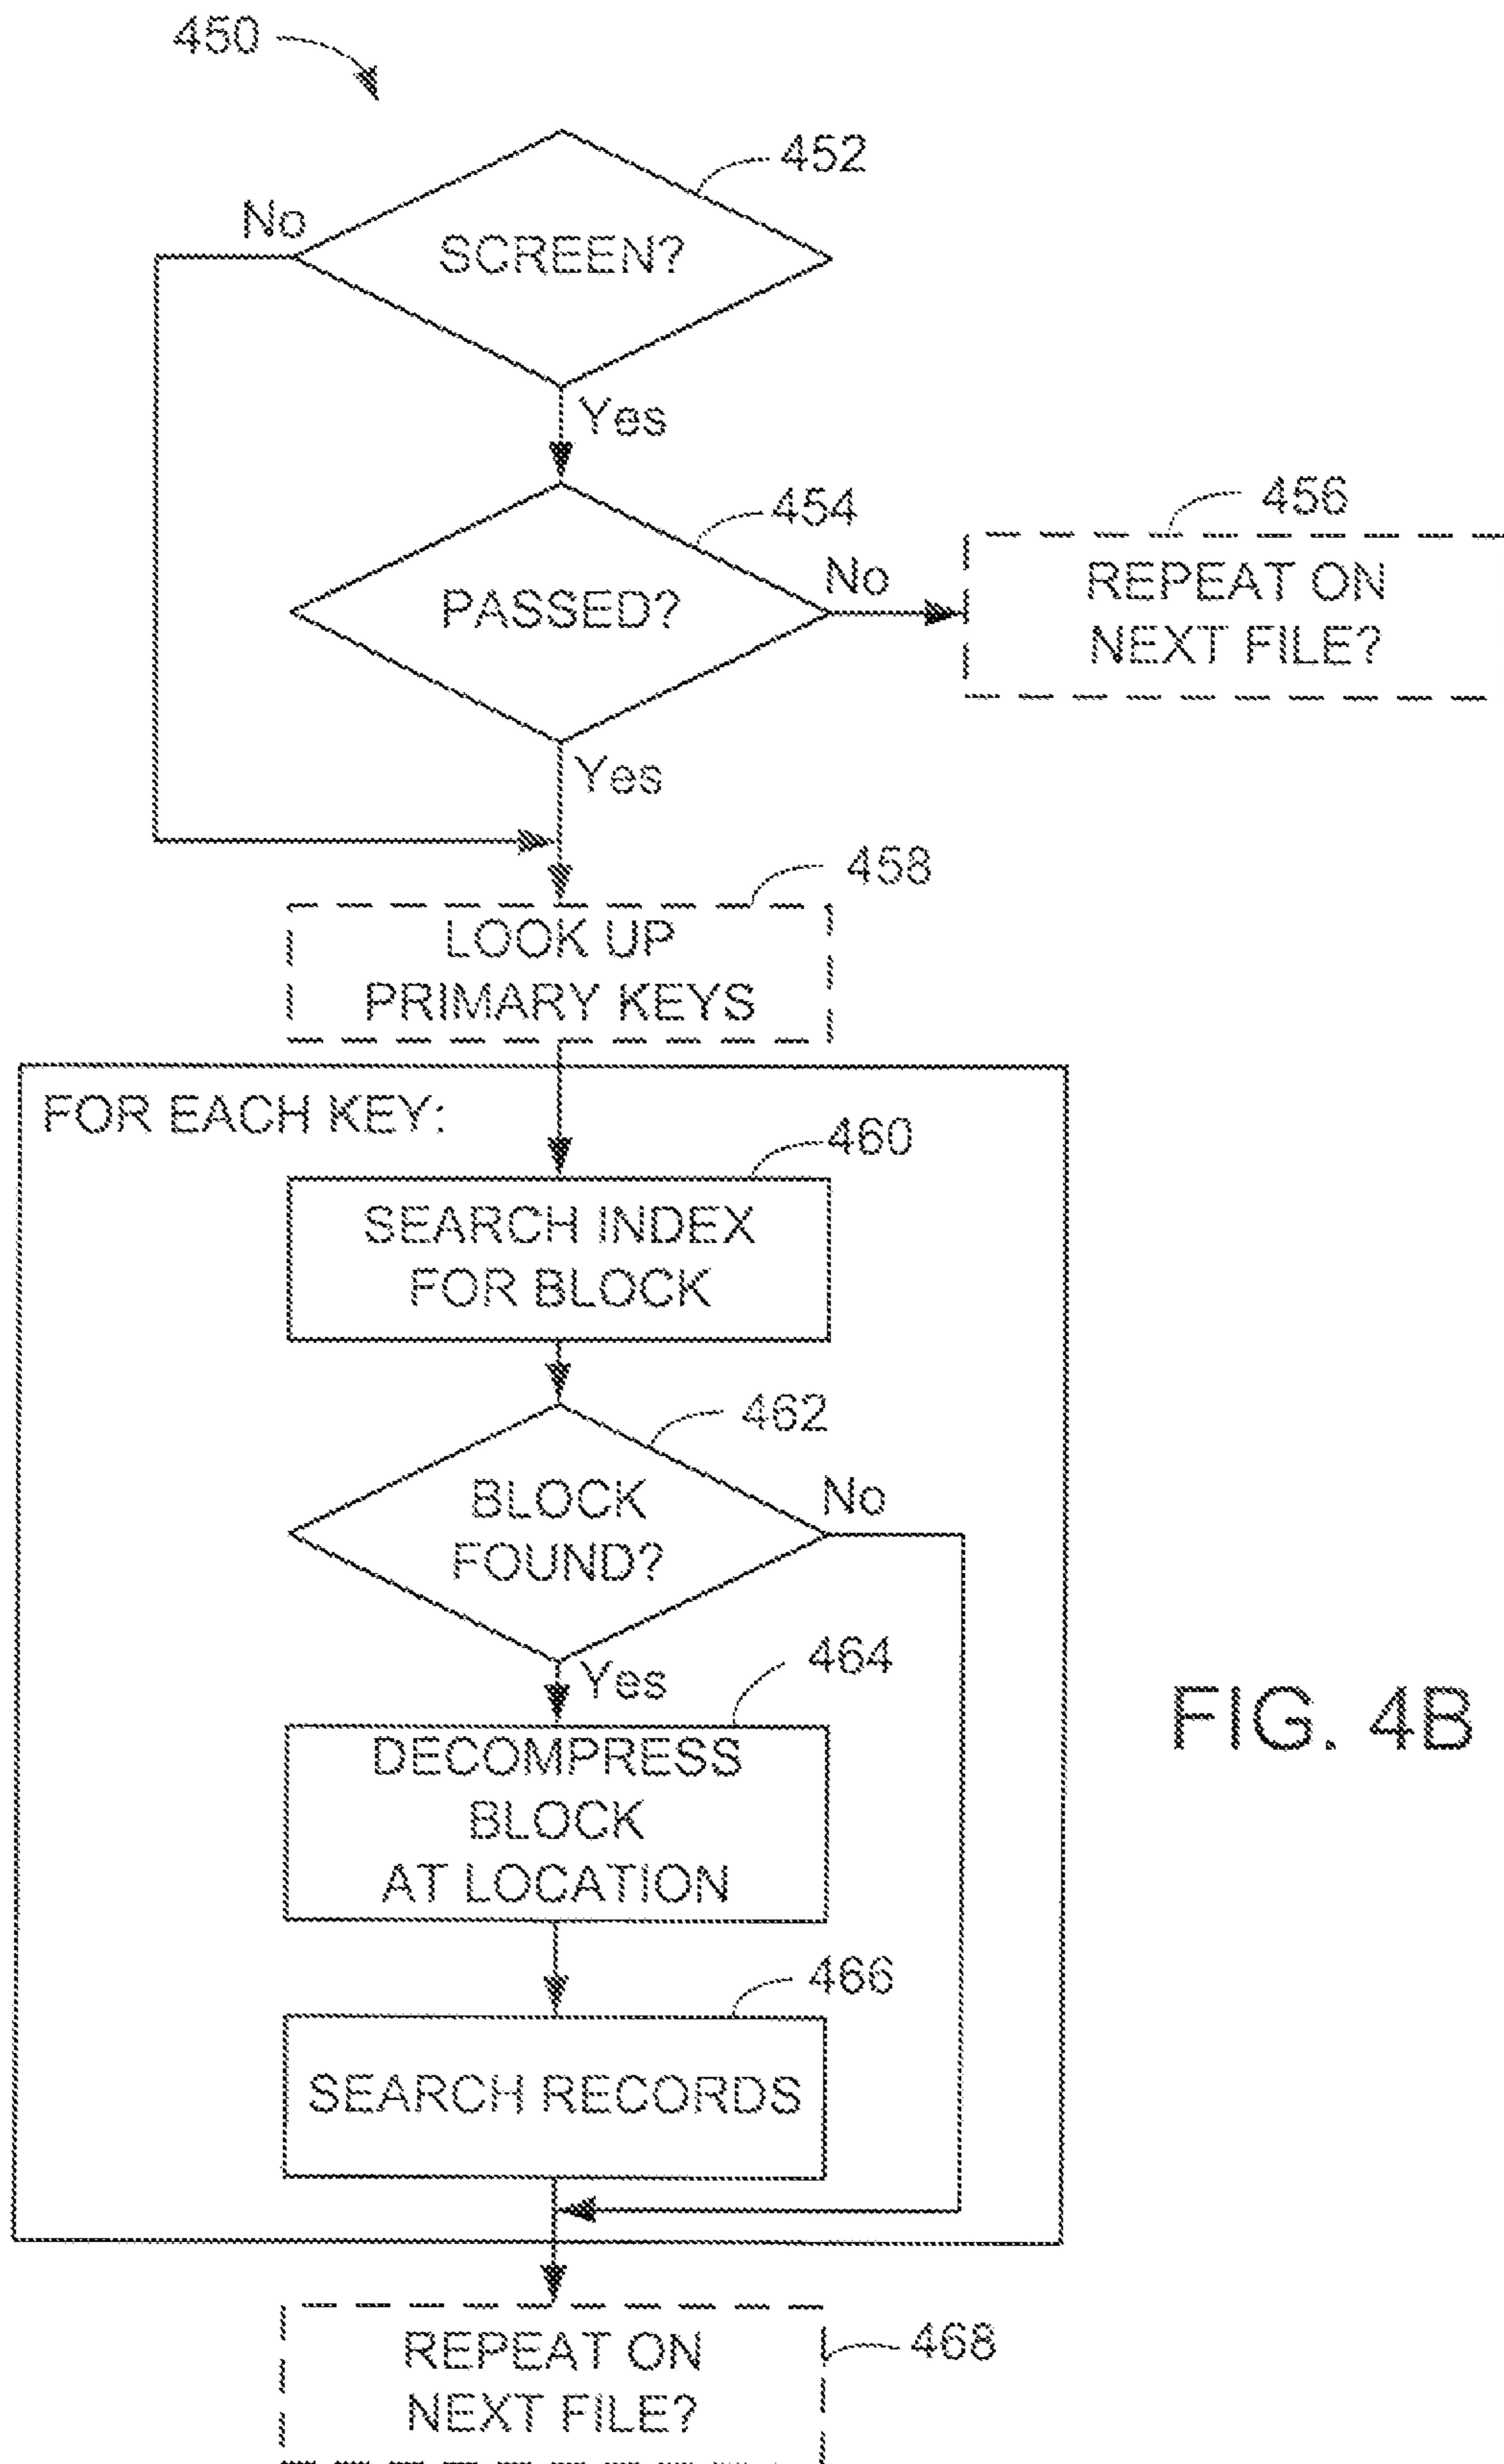 450
452
No
SCREEN?
Yes
454
456
No
PASSED?
REPEAT ON
NEXT FILE?
Yes
458
LOOK UP
PRIMARY KEYS
FOR EACH KEY:
460
SEARCH INDEX
FOR BLOCK
462
BLOCK
FOUND?
No
Yes
464
DECOMPRESS
BLOCK
AT LOCATION
FIG. 4B
466
SEARCH RECORDS
REPEAT ON
NEXT FILE?
468